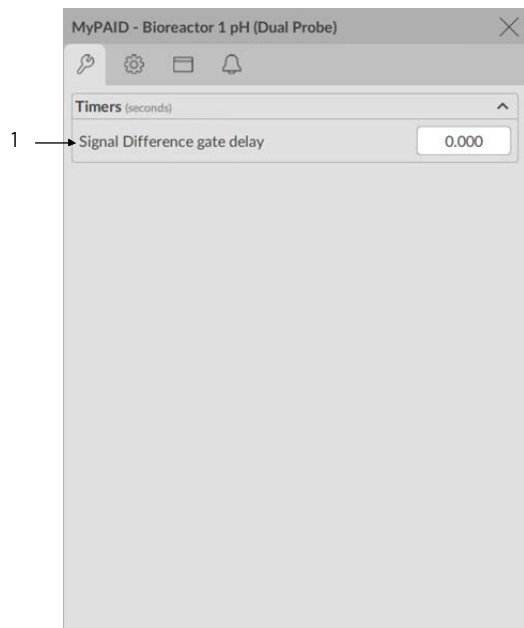 MyPAID - Bioreactor 1 pH (Dual Probe)
Timers (seconds)
1 Signal Difference gate delay 0.000